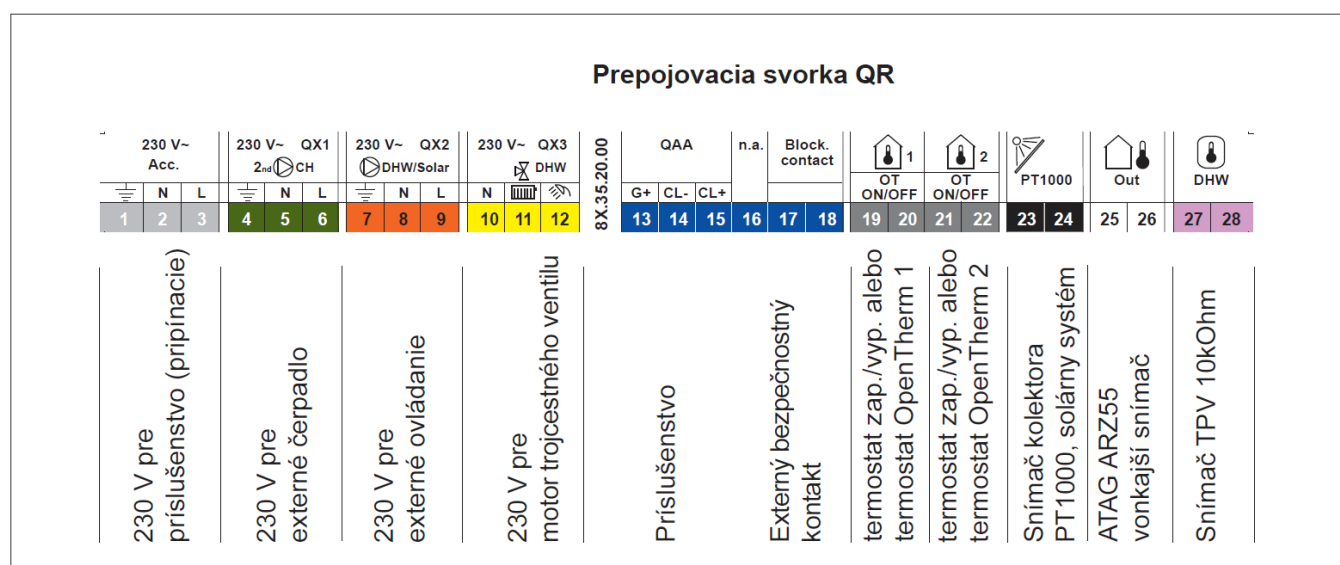 Prepojovacia svorka QR
230 V~
Acc.
N L
1 2 3
230 V~ QX1
2nd CH
N L
4 5 6
230 V~ QX2
DHW/Solar
N L
7 8 9
230 V~ QX3
DHW
N
10 11 12
8X.35.20.00
QAA
G+ CL- CL+
13 14 15
n.a.
16
Block.
contact
17 18
1
OT
ON/OFF
19 20
2
OT
ON/OFF
21 22
PT1000
23 24
Out
25 26
DHW
27 28
230 V pre
príslušenstvo (pripínacie)
230 V pre
externé čerpadlo
230 V pre
externé ovládanie
230 V pre
motor trojcestného ventilu
Príslušenstvo
Externý bezpečnostný
kontakt
termostat zap./vyp. alebo
termostat OpenTherm 1
termostat zap./vyp. alebo
termostat OpenTherm 2
Snímač kolektora
PT1000, solárny systém
ATAG ARZ55
vonkajší snímač
Snímač TPV 10kOhm